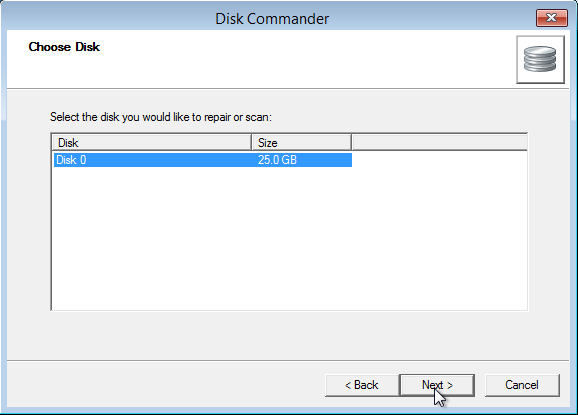 Disk Commander
Choose Disk
Select the disk you would like to repair or scan:
Disk Size
Disk 0 25.0 GB
< Back Next > Cancel